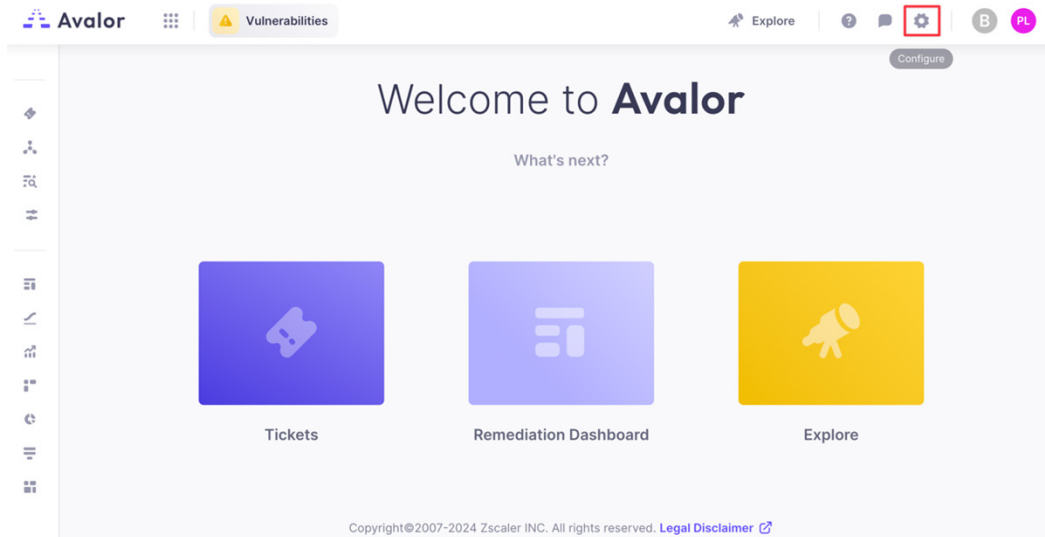 Avalor
Vulnerabilities
Explore
?
B
PL
Configure
Welcome to Avalor
What's next?
Tickets
Remediation Dashboard
Explore
Copyright©2007-2024 Zscaler INC. All rights reserved. Legal Disclaimer